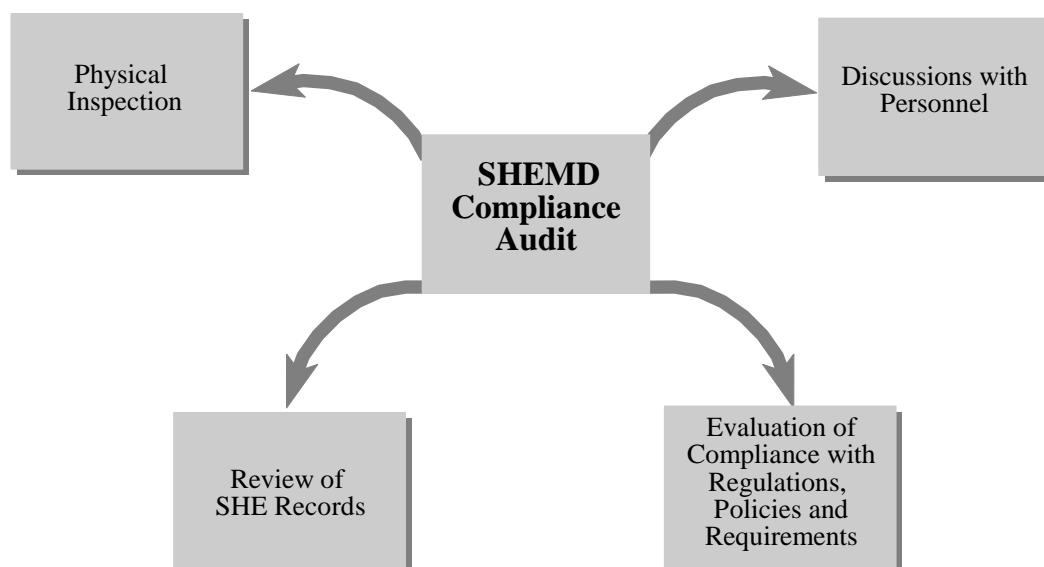 Physical
Inspection
Discussions with
Personnel
SHEMD
Compliance
Audit
Review of
SHE Records
Evaluation of
Compliance with
Regulations,
Policies and
Requirements